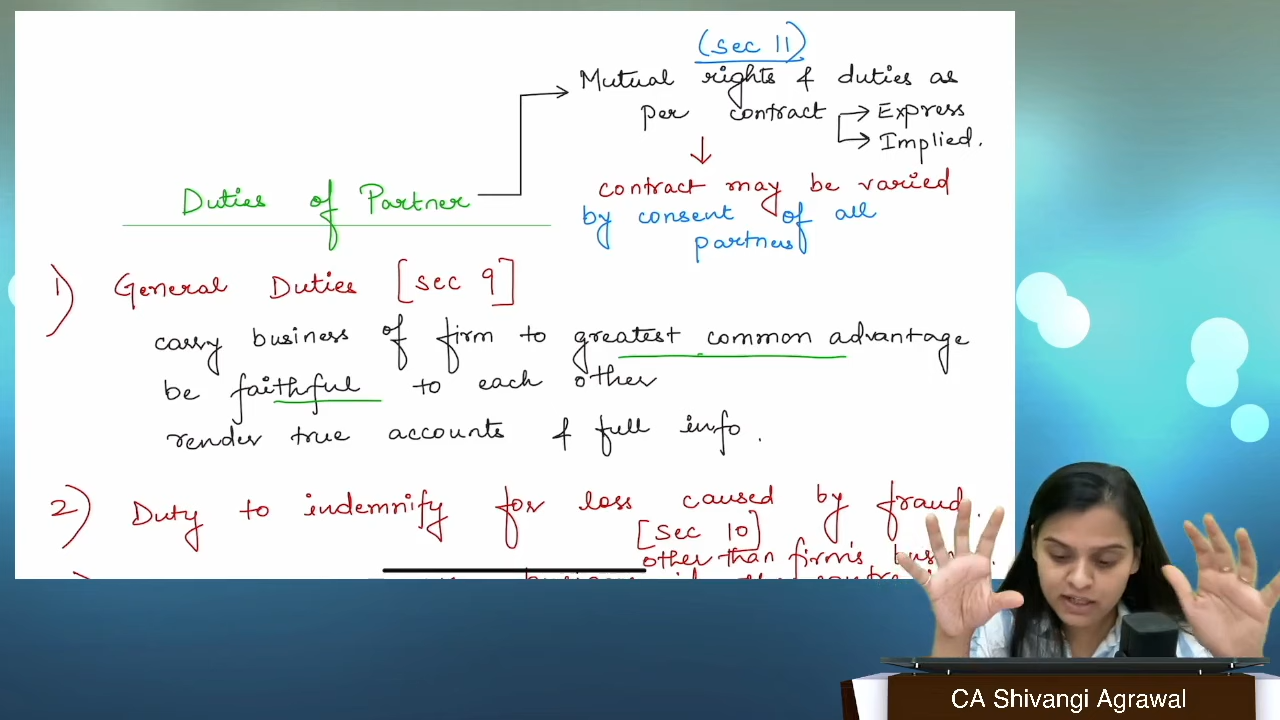 (sec 11)
Mutual rights & duties as
per contract → Express
→ Implied.
↓
contract may be varied
by consent of all
partners
Duties of Partner
1) General Duties [sec 9]
carry business of firm to greatest common advantage
be faithful to each other
render true accounts & full info.
2) Duty to indemnify for loss caused by fraud.
[sec 10]
other than firm's
CA Shivangi Agrawal